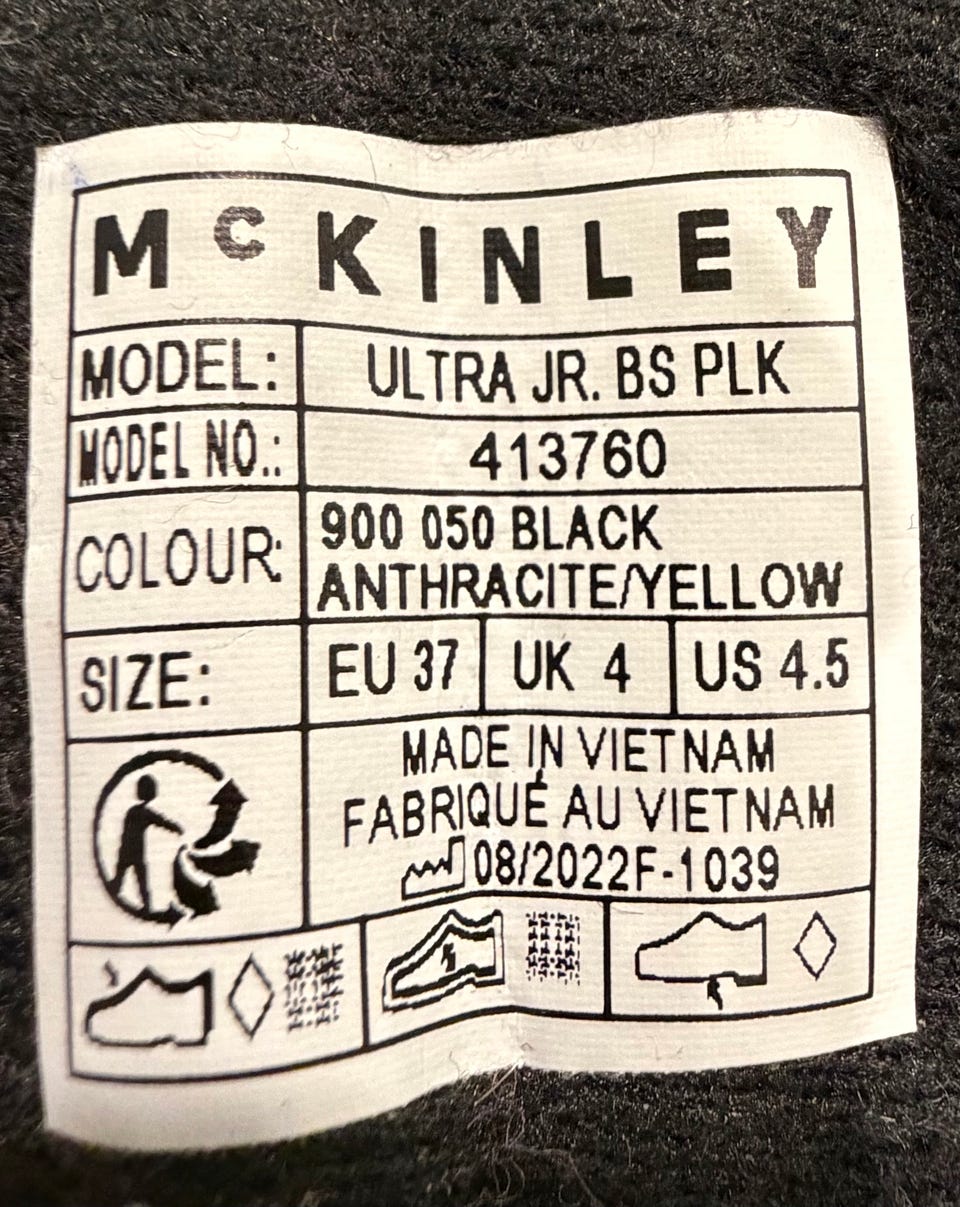 McKINLEY
MODEL: ULTRA JR. BS PLK
MODEL NO.: 413760
COLOUR: 900 050 BLACK
ANTHRACITE/YELLOW
SIZE: EU 37 UK 4 US 4.5
MADE IN VIETNAM
FABRIQUÉ AU VIETNAM
08/2022F-1039